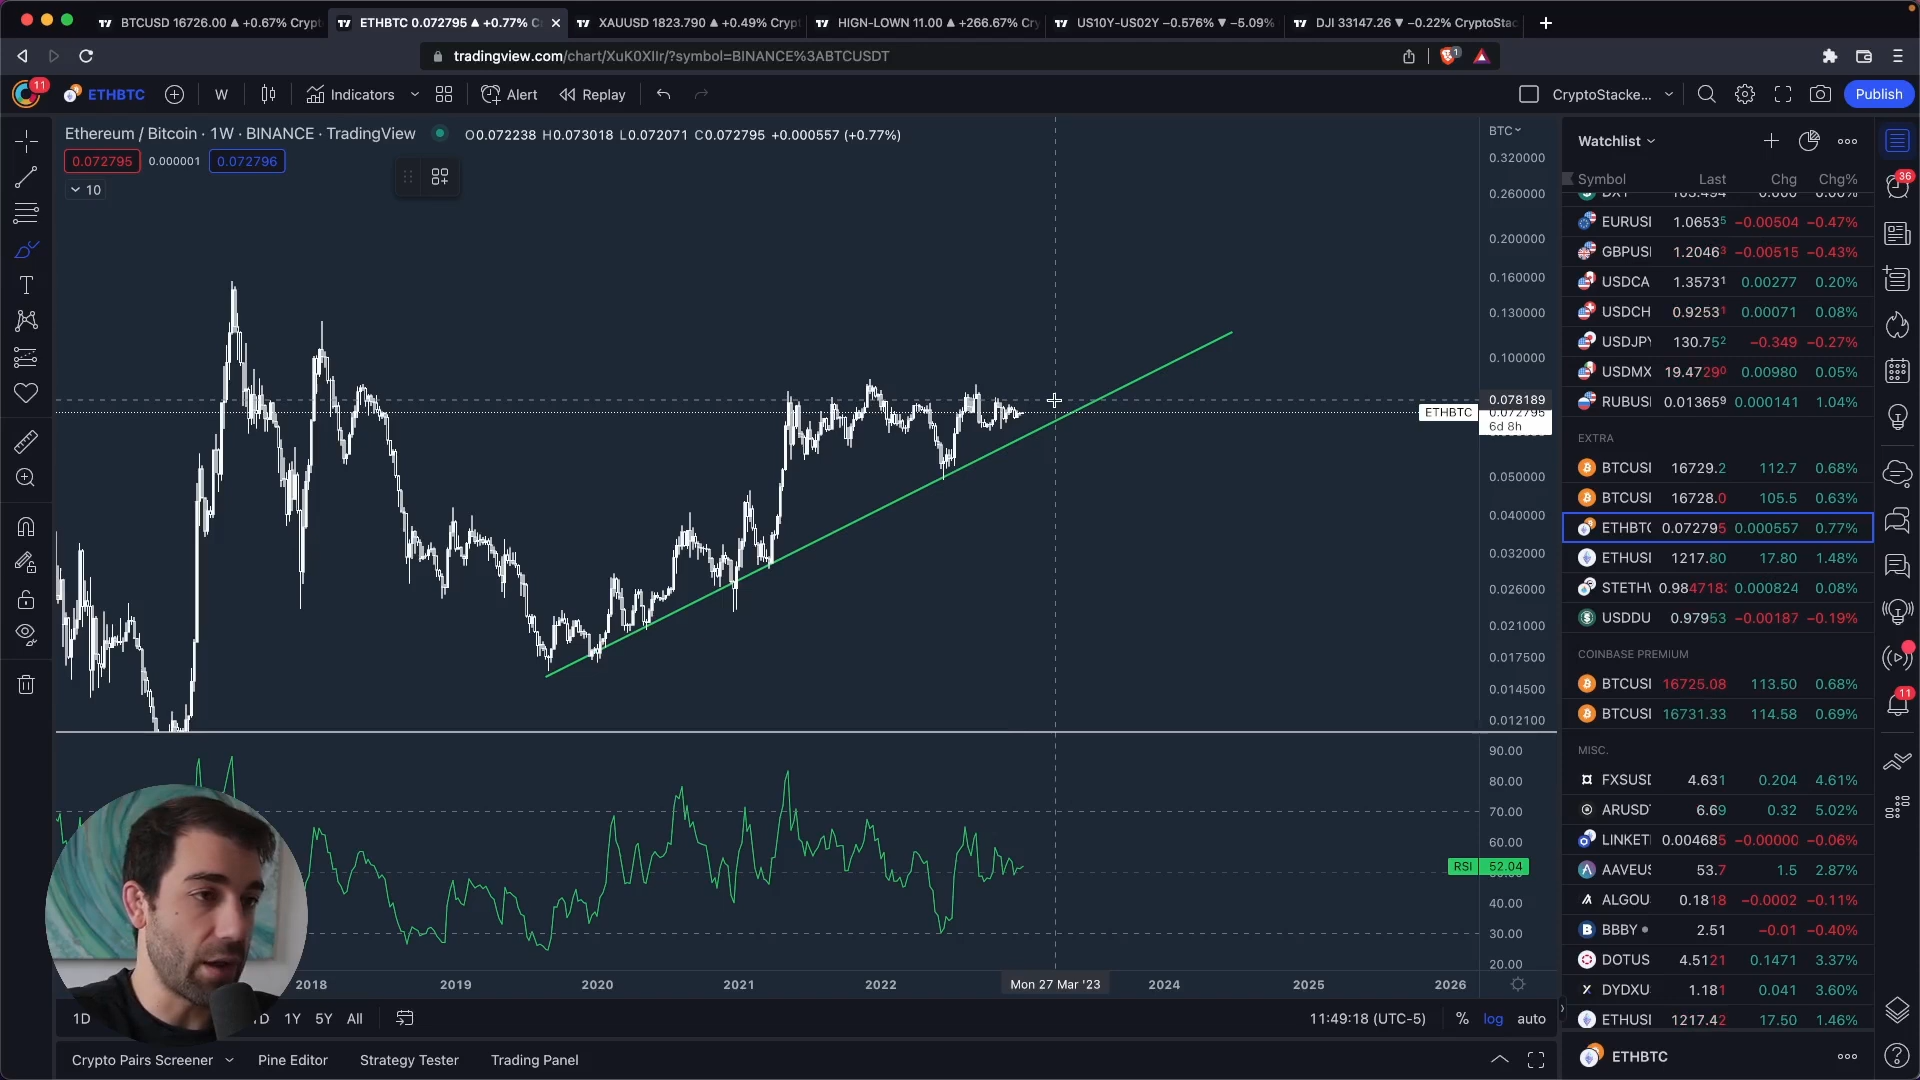 BTCUSD 16726.00 ▲ +0.67% Crypto
ETHBTC 0.072795 ▲ +0.77% C
XAUUSD 1823.790 ▲ +0.49% Cryp
HIGN-LOWN 11.00 ▲ +266.67% Cr
US10Y-US02Y −0.576% ▼ −5.09%
DJI 33147.26 ▼ −0.22% CryptoStac
tradingview.com/chart/XuK0XIIr/?symbol=BINANCE%3ABTCUSDT
1
11
ETHBTC
W
Indicators
Alert
Replay
CryptoStacke...
Publish
Ethereum / Bitcoin · 1W · BINANCE · TradingView
O0.072238 H0.073018 L0.072071 C0.072795 +0.000557 (+0.77%)
0.072795
0.000001
0.072796
10
BTC
0.320000
0.260000
0.200000
0.160000
0.130000
0.100000
0.078189
ETHBTC
0.072795
6d 8h
0.050000
0.040000
0.032000
0.026000
0.021000
0.017500
0.014500
0.012100
90.00
80.00
70.00
60.00
RSI 52.04
40.00
30.00
20.00
2018
2019
2020
2021
2022
Mon 27 Mar '23
2024
2025
2026
1D
1Y
5Y
All
11:49:18 (UTC-5)
%
log
auto
Crypto Pairs Screener
Pine Editor
Strategy Tester
Trading Panel
Watchlist
Symbol Last Chg Chg%
EURUSI 1.06535 −0.00504 −0.47%
GBPUSI 1.20463 −0.00515 −0.43%
USDCA 1.35731 0.00277 0.20%
USDCH 0.92531 0.00071 0.08%
USDJPY 130.752 −0.349 −0.27%
USDMX 19.47290 0.00980 0.05%
RUBUSI 0.013659 0.000141 1.04%
EXTRA
BTCUSI 16729.2 112.7 0.68%
BTCUSI 16728.0 105.5 0.63%
ETHBTC 0.072795 0.000557 0.77%
ETHUSI 1217.80 17.80 1.48%
STETHW 0.984718 0.000824 0.08%
USDDU 0.97953 −0.00187 −0.19%
COINBASE PREMIUM
BTCUSI 16725.08 113.50 0.68%
BTCUSI 16731.33 114.58 0.69%
MISC.
FXSUSI 4.631 0.204 4.61%
ARUSDT 6.69 0.32 5.02%
LINKET 0.004685 −0.00000 −0.06%
AAVEUS 53.7 1.5 2.87%
ALGOU 0.1818 −0.0002 −0.11%
BBBY 2.51 −0.01 −0.40%
DOTUS 4.5121 0.1471 3.37%
DYDXU 1.181 0.041 3.60%
ETHUSI 1217.42 17.50 1.46%
ETHBTC
36
11